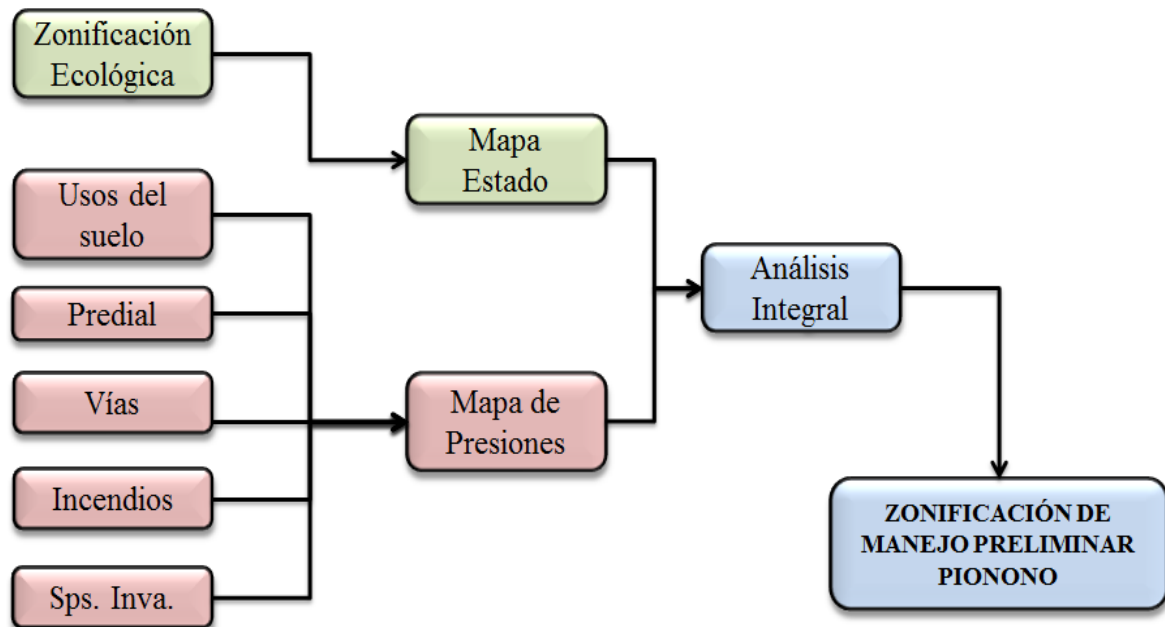 Zonificación
Ecológica
Mapa
Estado
Usos del
suelo
Análisis
Integral
Predial
Vías
Mapa de
Presiones
Incendios
ZONIFICACIÓN DE
MANEJO PRELIMINAR
PIONONO
Sps. Inva.